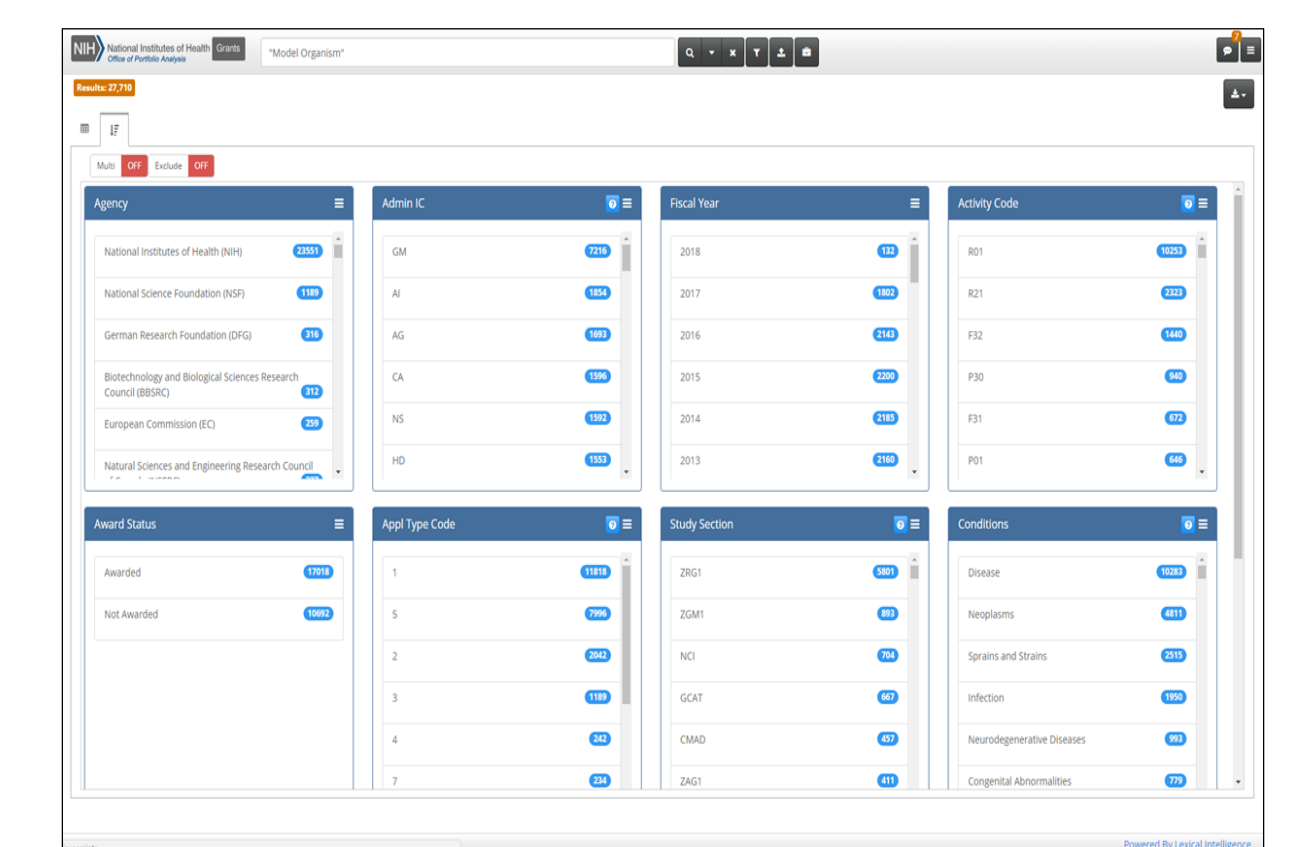 NIH National Institutes of Health Grants
Office of Portfolio Analysis
"Model Organism"
7
Results: 27,710
Multi OFF Exclude OFF
Agency
National Institutes of Health (NIH) 23551
National Science Foundation (NSF) 1189
German Research Foundation (DFG) 316
Biotechnology and Biological Sciences Research
Council (BBSRC) 312
European Commission (EC) 259
Natural Sciences and Engineering Research Council
Admin IC
GM 7216
AI 1854
AG 1693
CA 1596
NS 1592
HD 1553
Fiscal Year
2018 132
2017 1802
2016 2143
2015 2200
2014 2185
2013 2160
Activity Code
R01 10253
R21 2323
F32 1440
P30 940
F31 672
P01 646
Award Status
Awarded 17018
Not Awarded 10692
Appl Type Code
1 11818
5 7996
2 2042
3 1189
4 242
7 234
Study Section
ZRG1 5801
ZGM1 893
NCI 704
GCAT 667
CMAD 457
ZAG1 411
Conditions
Disease 10283
Neoplasms 4811
Sprains and Strains 2515
Infection 1950
Neurodegenerative Diseases 993
Congenital Abnormalities 779
Powered By Lexical Intelligence